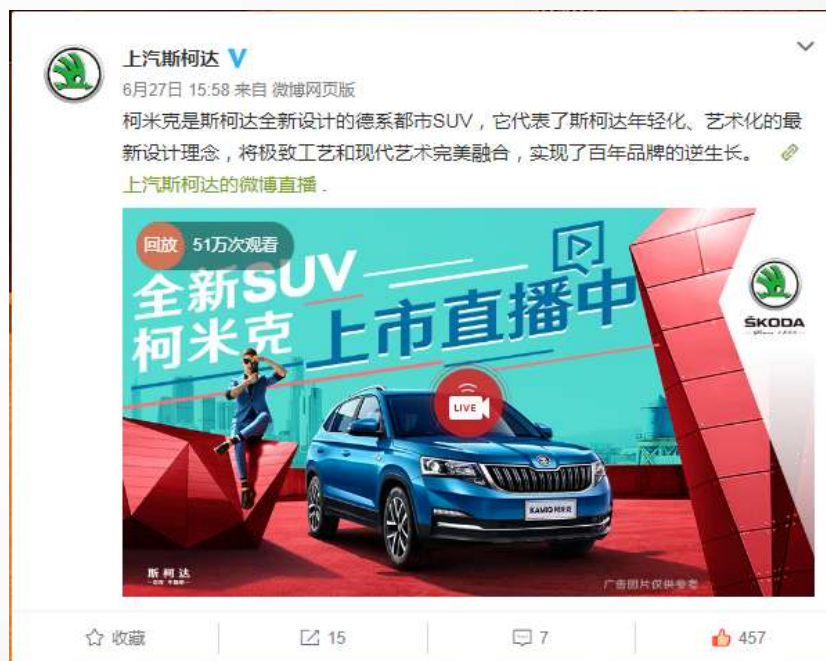 上汽斯柯达 V
6月27日 15:58 来自 微博网页版
柯米克是斯柯达全新设计的德系都市SUV，它代表了斯柯达年轻化、艺术化的最
新设计理念，将极致工艺和现代艺术完美融合，实现了百年品牌的逆生长。
上汽斯柯达的微博直播 .
回放 51万次观看
全新SUV
柯米克 上市直播中
ŠKODA
LIVE
KAMIQ 柯米克
斯柯达
广告图片仅供参考
收藏 15 7 457